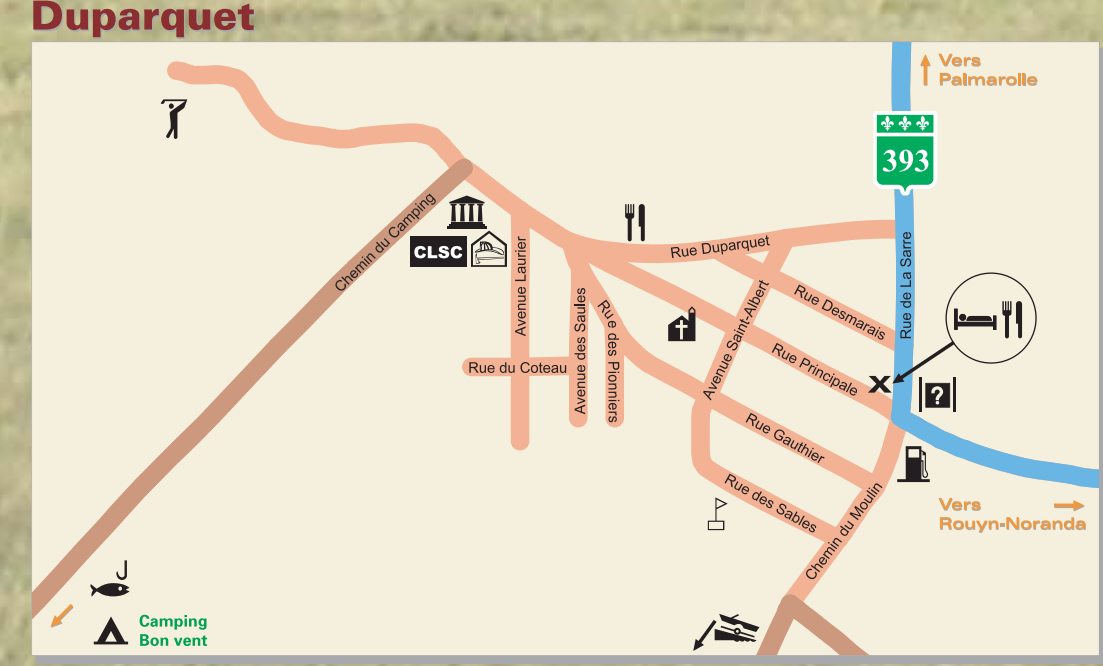 Duparquet
Vers
Palmarolle
393
Chemin du Camping
CLSC
Avenue Laurier
Rue Duparquet
Rue de La Sarre
Avenue des Saules
Rue des Pionniers
Avenue Saint-Albert
Rue Desmarais
Rue du Coteau
Rue Principale
X
?
Rue Gauthier
Rue des Sables
Chemin du Moulin
Vers
Rouyn-Noranda
Camping
Bon vent